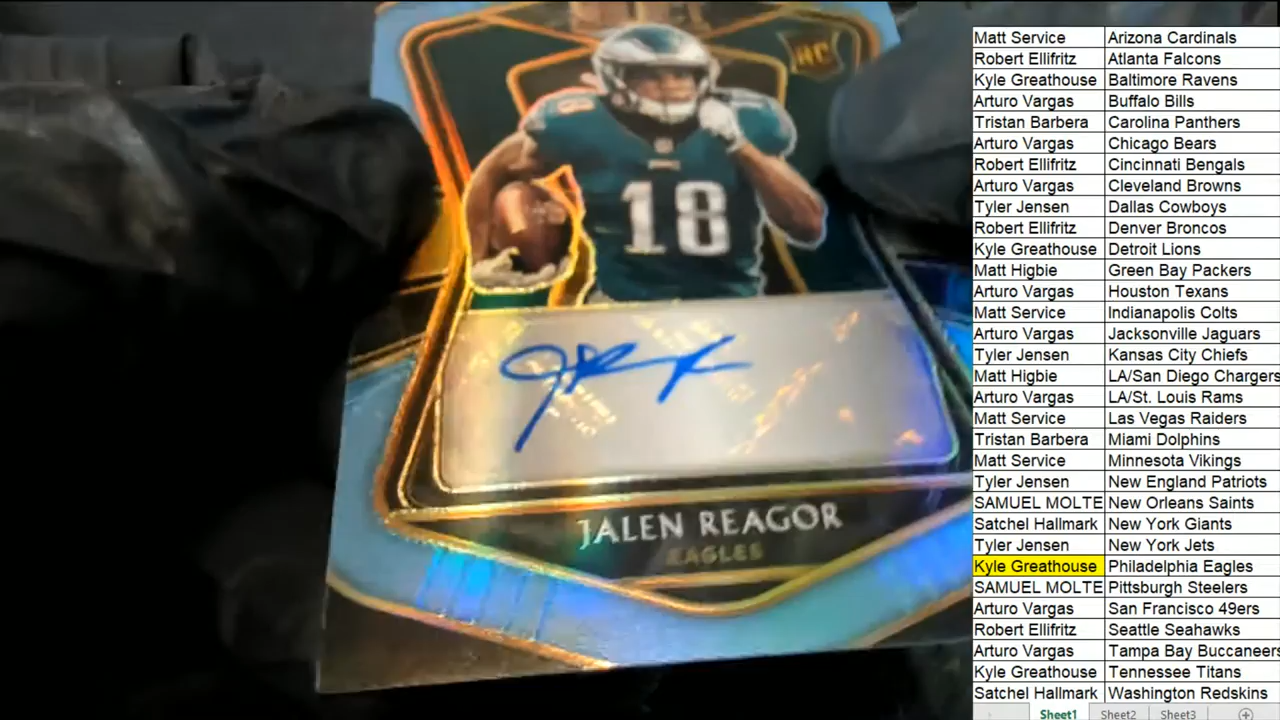 RC
18
18
18
JALEN REAGOR
EAGLES
Matt Service Arizona Cardinals
Robert Ellifritz Atlanta Falcons
Kyle Greathouse Baltimore Ravens
Arturo Vargas Buffalo Bills
Tristan Barbera Carolina Panthers
Arturo Vargas Chicago Bears
Robert Ellifritz Cincinnati Bengals
Arturo Vargas Cleveland Browns
Tyler Jensen Dallas Cowboys
Robert Ellifritz Denver Broncos
Kyle Greathouse Detroit Lions
Matt Higbie Green Bay Packers
Arturo Vargas Houston Texans
Matt Service Indianapolis Colts
Arturo Vargas Jacksonville Jaguars
Tyler Jensen Kansas City Chiefs
Matt Higbie LA/San Diego Chargers
Arturo Vargas LA/St. Louis Rams
Matt Service Las Vegas Raiders
Tristan Barbera Miami Dolphins
Matt Service Minnesota Vikings
Tyler Jensen New England Patriots
SAMUEL MOLTE New Orleans Saints
Satchel Hallmark New York Giants
Tyler Jensen New York Jets
Kyle Greathouse Philadelphia Eagles
SAMUEL MOLTE Pittsburgh Steelers
Arturo Vargas San Francisco 49ers
Robert Ellifritz Seattle Seahawks
Arturo Vargas Tampa Bay Buccaneers
Kyle Greathouse Tennessee Titans
Satchel Hallmark Washington Redskins
Sheet1 Sheet2 Sheet3